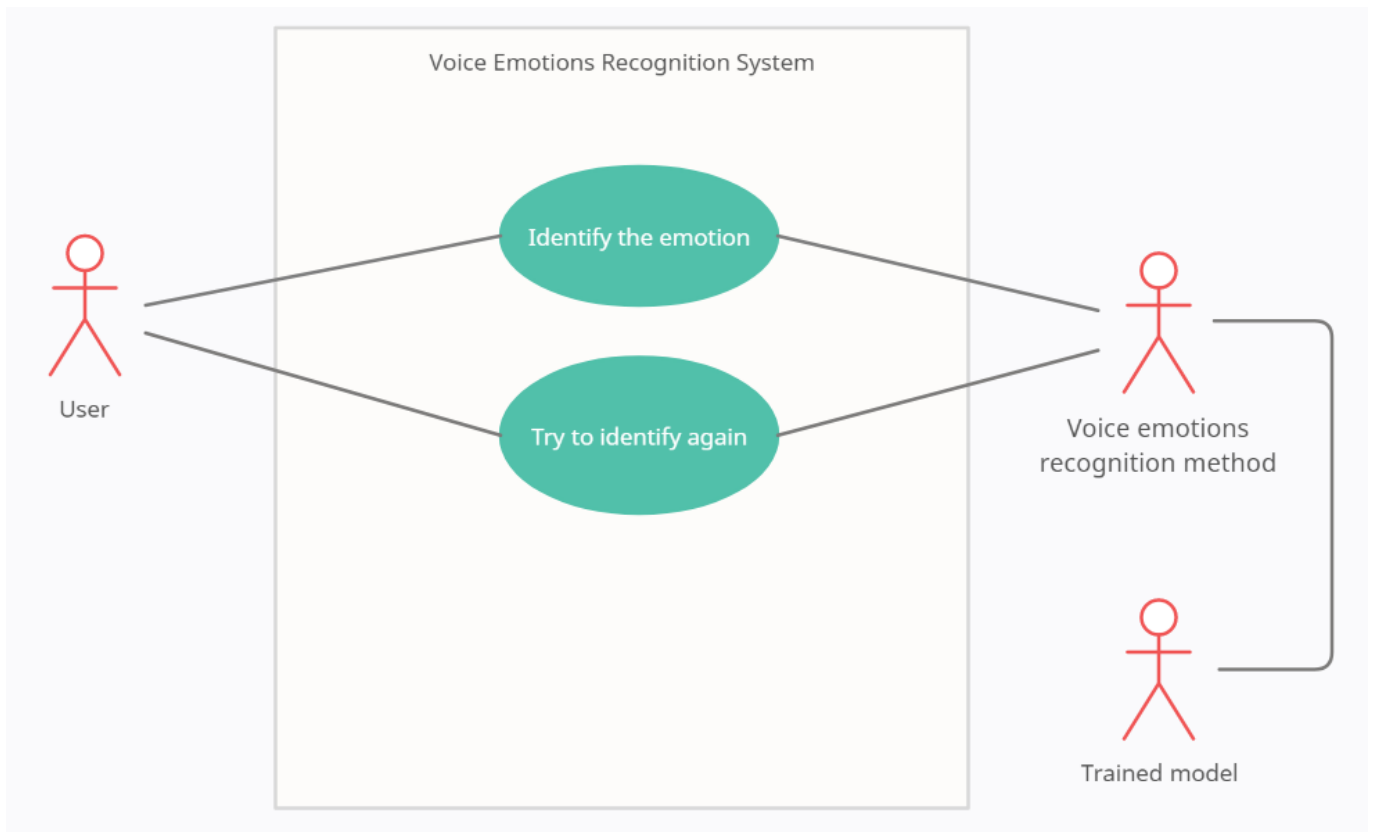 Voice Emotions Recognition System
Identify the emotion
Try to identify again
User
Voice emotions
recognition method
Trained model